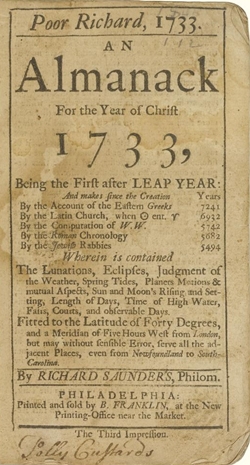 Poor Richard, 1733.
AN
Almanack
For the Year of Christ
1733,
Being the First after LEAP YEAR:
And makes since the Creation Years
By the Account of the Eastern Greeks 7241
By the Latin Church, when ☉ ent. ♈ 6932
By the Computation of W.W. 5742
By the Roman Chronology 5682
By the Jewish Rabbies 5494
Wherein is contained
The Lunations, Eclipses, Judgment of
the Weather, Spring Tides, Planets Motions &
mutual Aspects, Sun and Moon's Rising and Set-
ting, Length of Days, Time of High Water,
Fairs, Courts, and observable Days.
Fitted to the Latitude of Forty Degrees,
and a Meridian of Five Hours West from London,
but may without sensible Error, serve all the ad-
jacent Places, even from Newfoundland to South-
Carolina.
By RICHARD SAUNDERS, Philom.
PHILADELPHIA:
Printed and sold by B. FRANKLIN, at the New
Printing-Office near the Market.
The Third Impression.